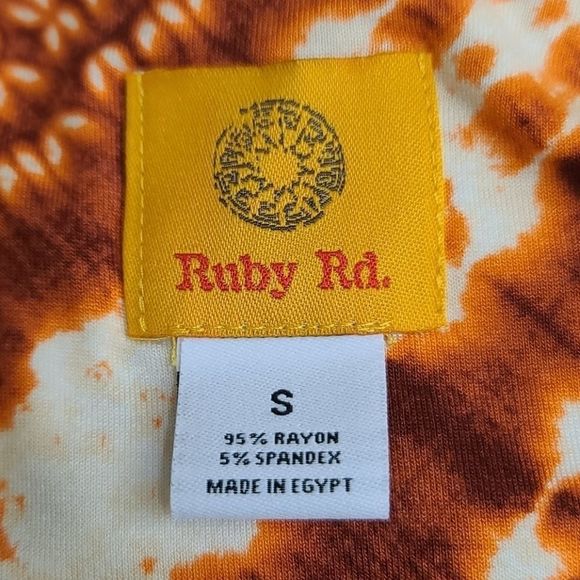 Ruby Rd.
S
95% RAYON
5% SPANDEX
MADE IN EGYPT